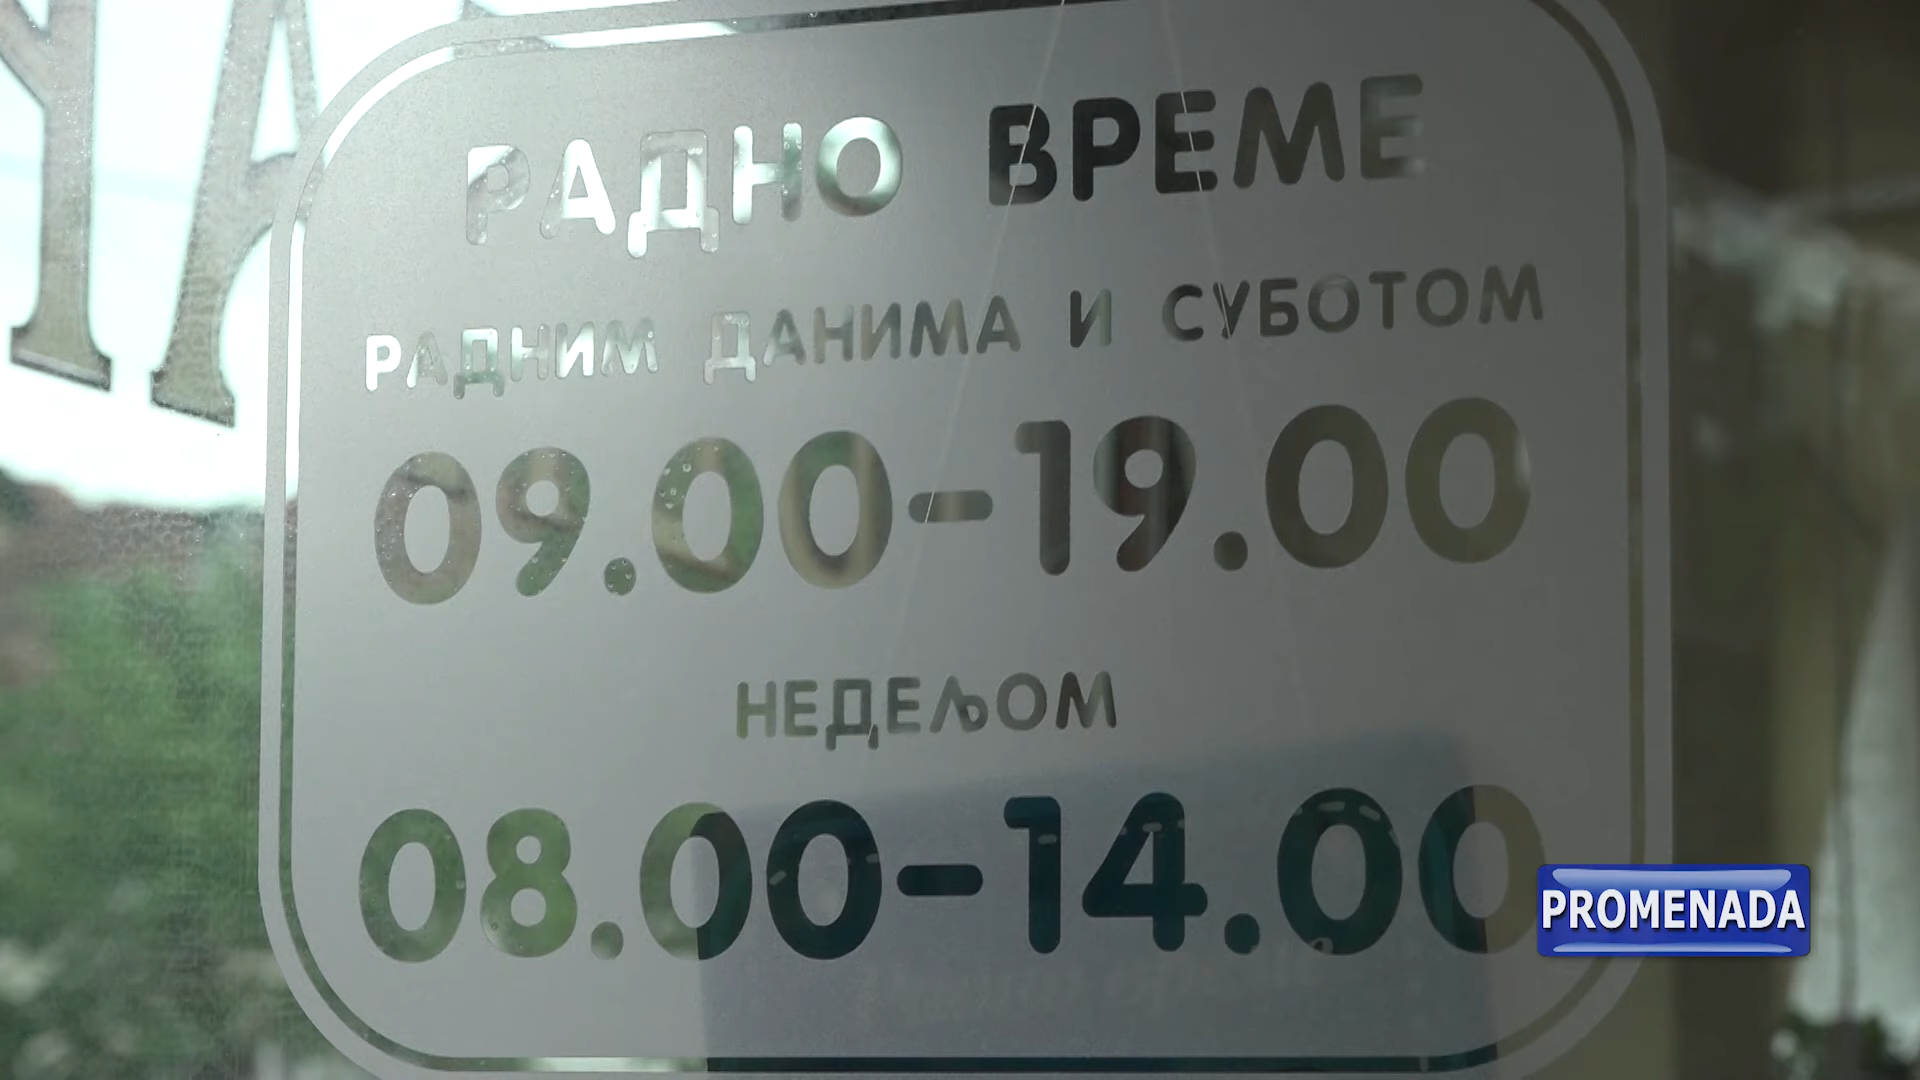 РАДНО ВРЕМЕ
РАДНИМ ДАНИМА И СУБОТОМ
09.00-19.00
НЕДЕЉОМ
08.00-14.00
PROMENADA